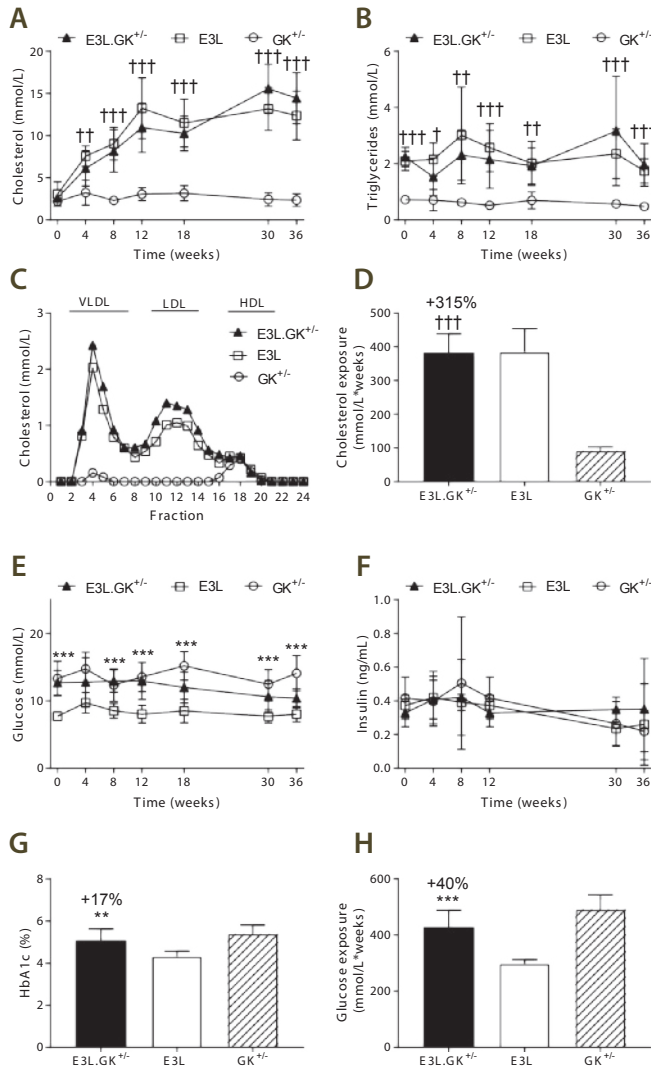 A
E3L.GK+/- E3L GK+/-
Cholesterol (mmol/L)
20
15
10
5
0
†† ††† ††† ††† ††† †††
0 4 8 12 18 30 36
Time (weeks)
B
E3L.GK+/- E3L GK+/-
Triglycerides (mmol/L)
6
4
2
0
††† † †† ††† †† ††† †††
0 4 8 12 18 30 36
Time (weeks)
C
VLDL LDL HDL
Cholesterol (mmol/L)
3
2
1
0
E3L.GK+/-
E3L
GK+/-
0 2 4 6 8 10 12 14 16 18 20 22 24
Fraction
D
Cholesterol exposure
(mmol/L*weeks)
500
400
300
200
100
0
+315%
†††
E3L.GK+/- E3L GK+/-
E
E3L.GK+/- E3L GK+/-
Glucose (mmol/L)
20
10
0
*** *** *** *** *** ***
0 4 8 12 18 30 36
Time (weeks)
F
E3L.GK+/- E3L GK+/-
Insulin (ng/mL)
1.0
0.8
0.6
0.4
0.2
0.0
0 4 8 12 30 36
Time (weeks)
G
HbA1c (%)
8
6
4
2
0
+17%
**
E3L.GK+/- E3L GK+/-
H
Glucose exposure
(mmol/L*weeks)
600
400
200
0
+40%
***
E3L.GK+/- E3L GK+/-